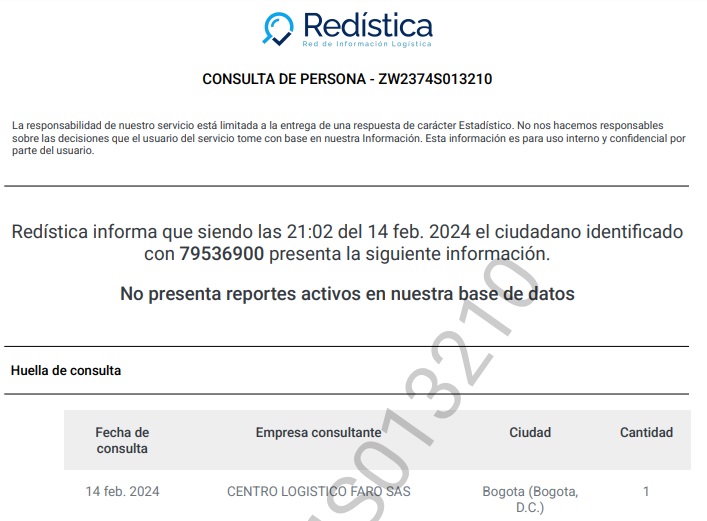 Redística
Red de Información Logística
CONSULTA DE PERSONA - ZW2374S013210
La responsabilidad de nuestro servicio está limitada a la entrega de una respuesta de carácter Estadístico. No nos hacemos responsables
sobre las decisiones que el usuario del servicio tome con base en nuestra Información. Esta información es para uso interno y confidencial por
parte del usuario.
Redística informa que siendo las 21:02 del 14 feb. 2024 el ciudadano identificado
con 79536900 presenta la siguiente información.
No presenta reportes activos en nuestra base de datos
Huella de consulta
Fecha de consulta Empresa consultante Ciudad Cantidad
14 feb. 2024 CENTRO LOGISTICO FARO SAS Bogota (Bogota, D.C.) 1
S013210